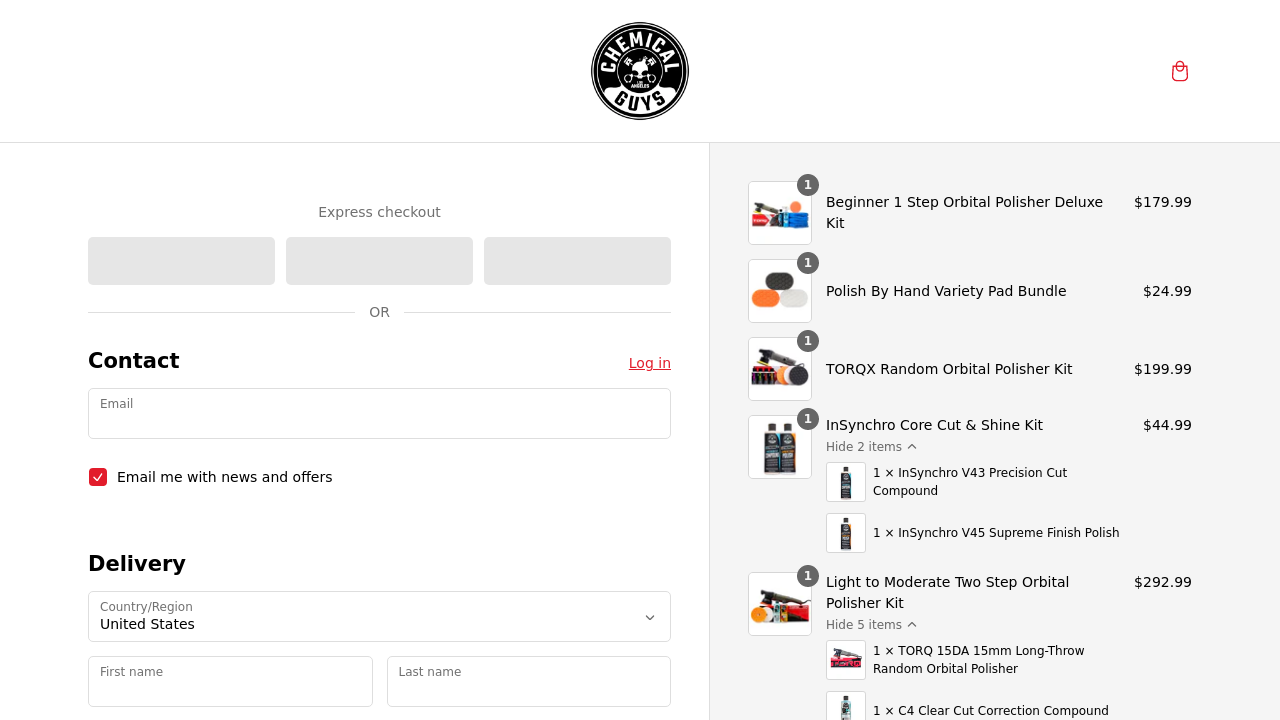 CHEMICAL
LOS
ANGELES
GUYS
Express checkout
OR
Contact
Log in
Email
Email me with news and offers
Delivery
Country/Region
United States
First name
Last name
1
Beginner 1 Step Orbital Polisher Deluxe
Kit
$179.99
1
Polish By Hand Variety Pad Bundle
$24.99
1
TORQX Random Orbital Polisher Kit
$199.99
1
InSynchro Core Cut & Shine Kit
$44.99
Hide 2 items
1 × InSynchro V43 Precision Cut
Compound
1 × InSynchro V45 Supreme Finish Polish
1
Light to Moderate Two Step Orbital
Polisher Kit
$292.99
Hide 5 items
1 × TORQ 15DA 15mm Long-Throw
Random Orbital Polisher
1 × C4 Clear Cut Correction Compound